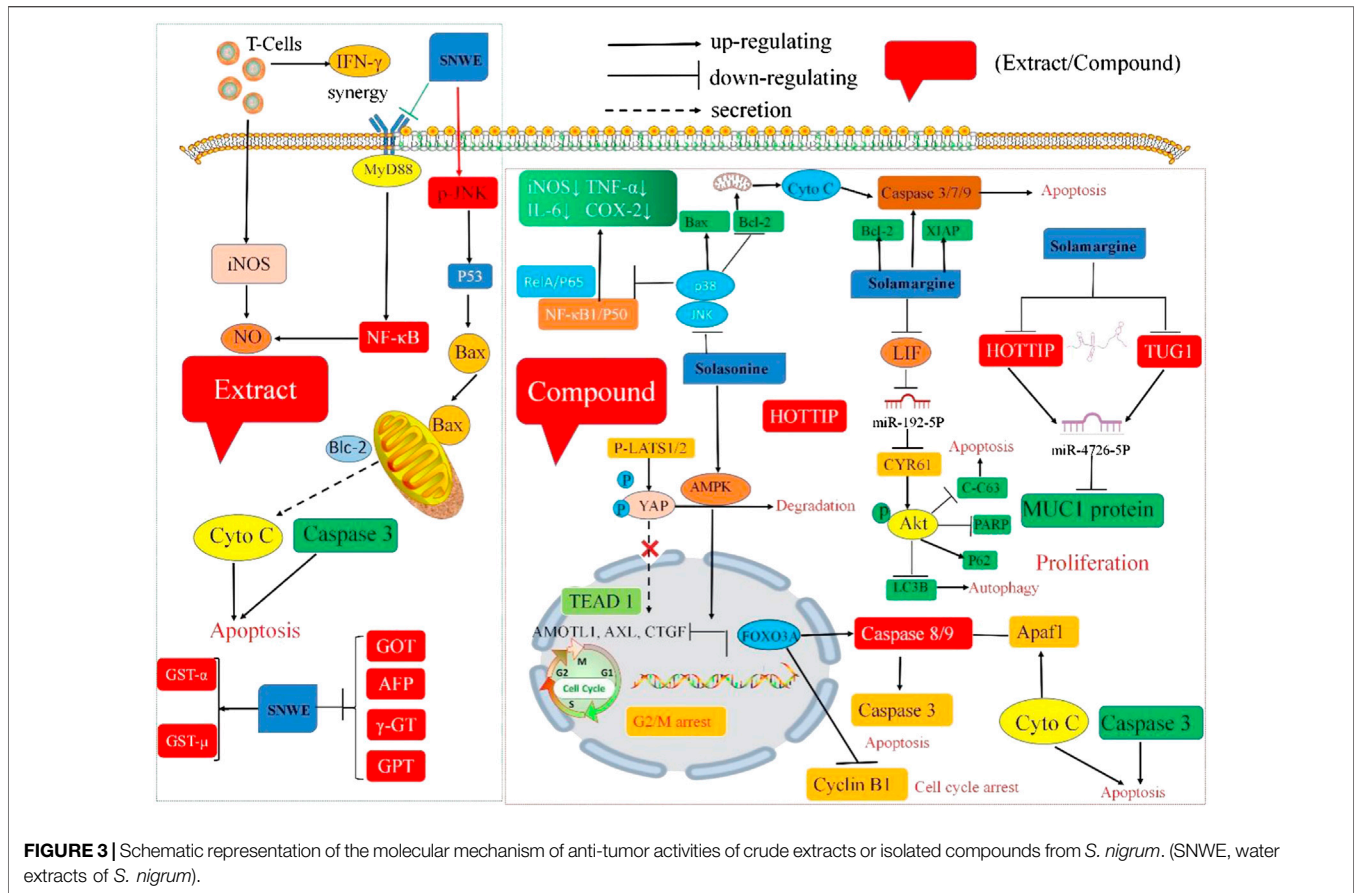 T-Cells
IFN-γ
synergy
SNWE
up-regulating
down-regulating
secretion
(Extract/Compound)
MyD88
p-JNK
iNOS
P53
NO
NF-κB
Bax
Extract
Bax
Blc-2
Cyto C
Caspase 3
Apoptosis
GST-α
GST-μ
SNWE
GOT
AFP
γ-GT
GPT
iNOS↓ TNF-α↓
IL-6↓ COX-2↓
Bax
Bcl-2
Cyto C
Caspase 3/7/9
Apoptosis
RelA/P65
NF-κB1/P50
p38
JNK
Bcl-2
XIAP
Solamargine
Solamargine
Solasonine
Compound
HOTTIP
LIF
miR-192-5P
CYR61
HOTTIP
TUG1
miR-4726-5P
MUC1 protein
P-LATS1/2
P
P
YAP
AMPK
Degradation
Apoptosis
C-C63
p
Akt
PARP
P62
LC3B
Autophagy
Proliferation
TEAD 1
AMOTL1, AXL, CTGF
M
G2
G1
Cell Cycle
S
G2/M arrest
FOXO3A
Caspase 8/9
Apaf1
Caspase 3
Apoptosis
Cyclin B1
Cell cycle arrest
Cyto C
Caspase 3
Apoptosis
FIGURE 3 | Schematic representation of the molecular mechanism of anti-tumor activities of crude extracts or isolated compounds from S. nigrum. (SNWE, water
extracts of S. nigrum).